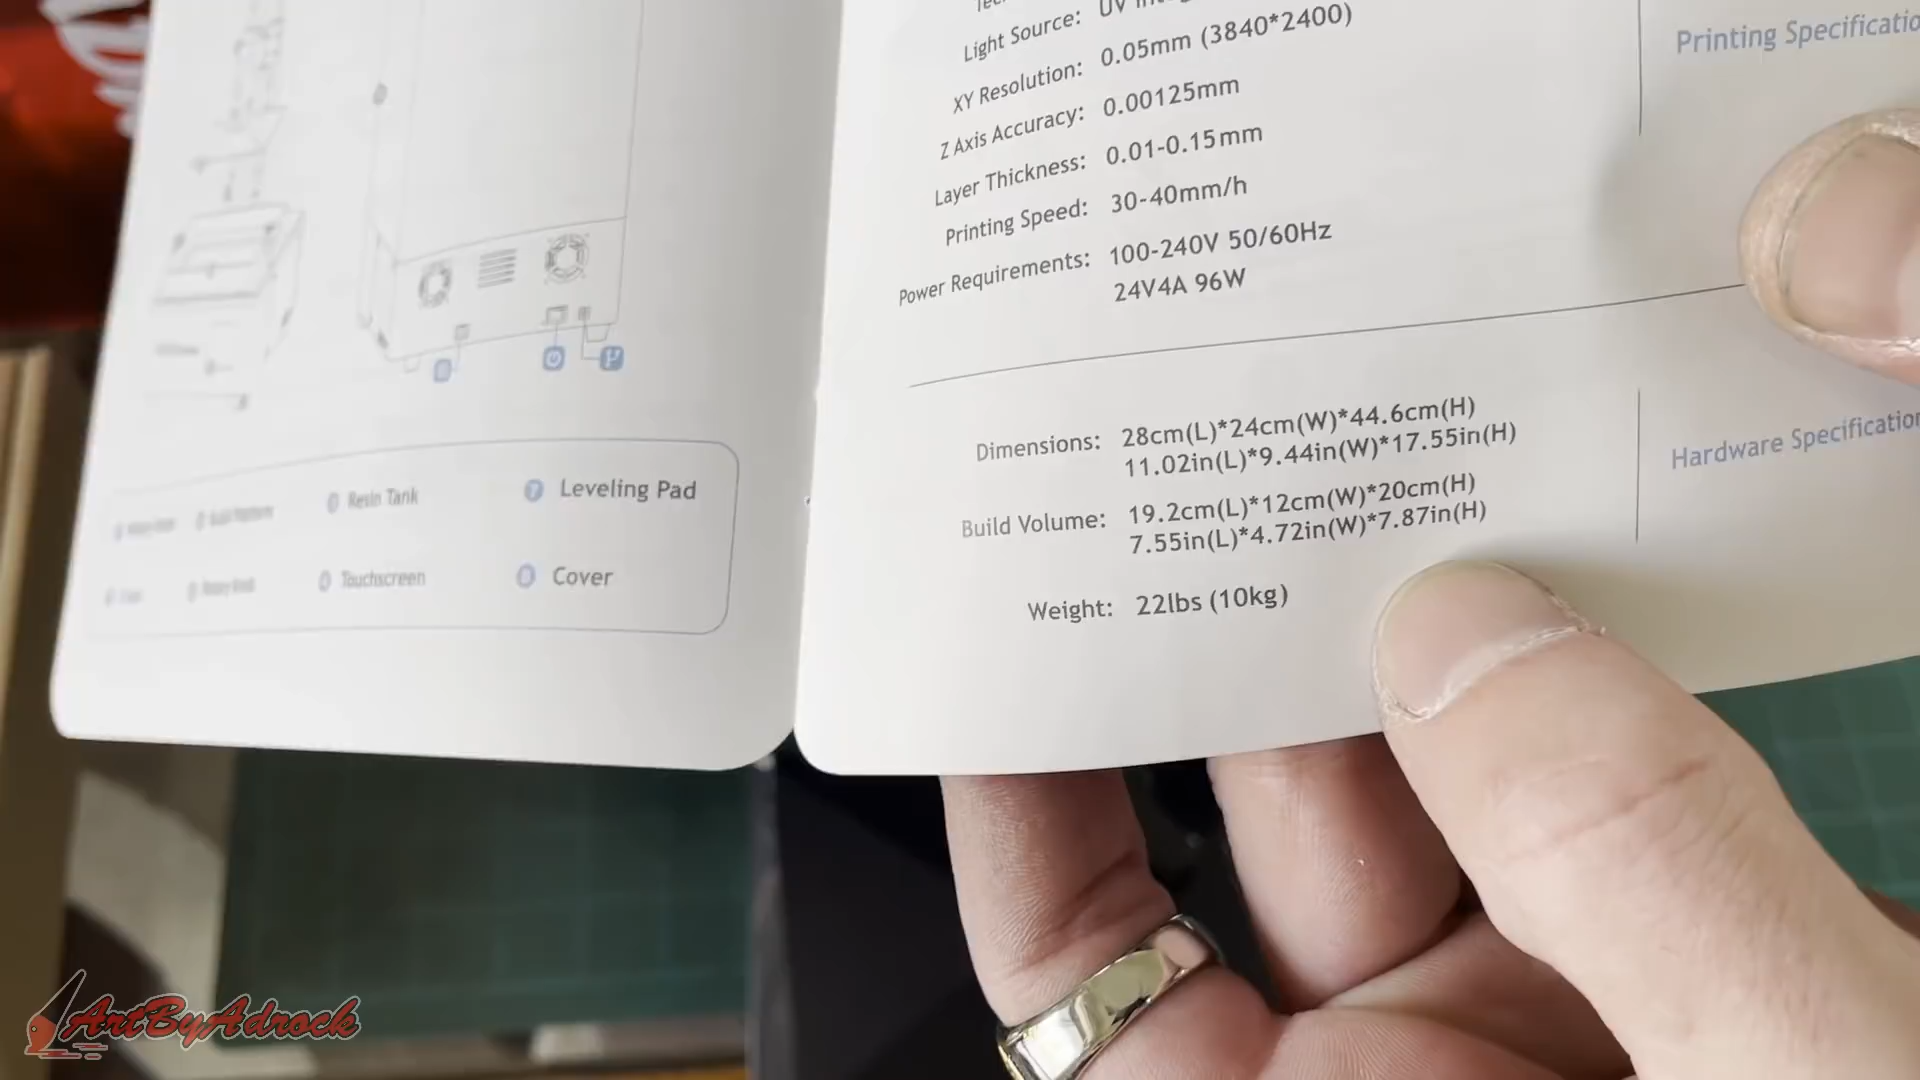 Light Source: UV
XY Resolution: 0.05mm (3840*2400)
Z Axis Accuracy: 0.00125mm
Layer Thickness: 0.01-0.15mm
Printing Speed: 30-40mm/h
Power Requirements: 100-240V 50/60Hz
24V4A 96W
Printing
Dimensions: 28cm(L)*24cm(W)*44.6cm(H)
11.02in(L)*9.44in(W)*17.55in(H)
Build Volume: 19.2cm(L)*12cm(W)*20cm(H)
7.55in(L)*4.72in(W)*7.87in(H)
Weight: 22lbs (10kg)
Hardware
Resin Tank
7 Leveling Pad
Touchscreen
8 Cover
ArtByAdrock